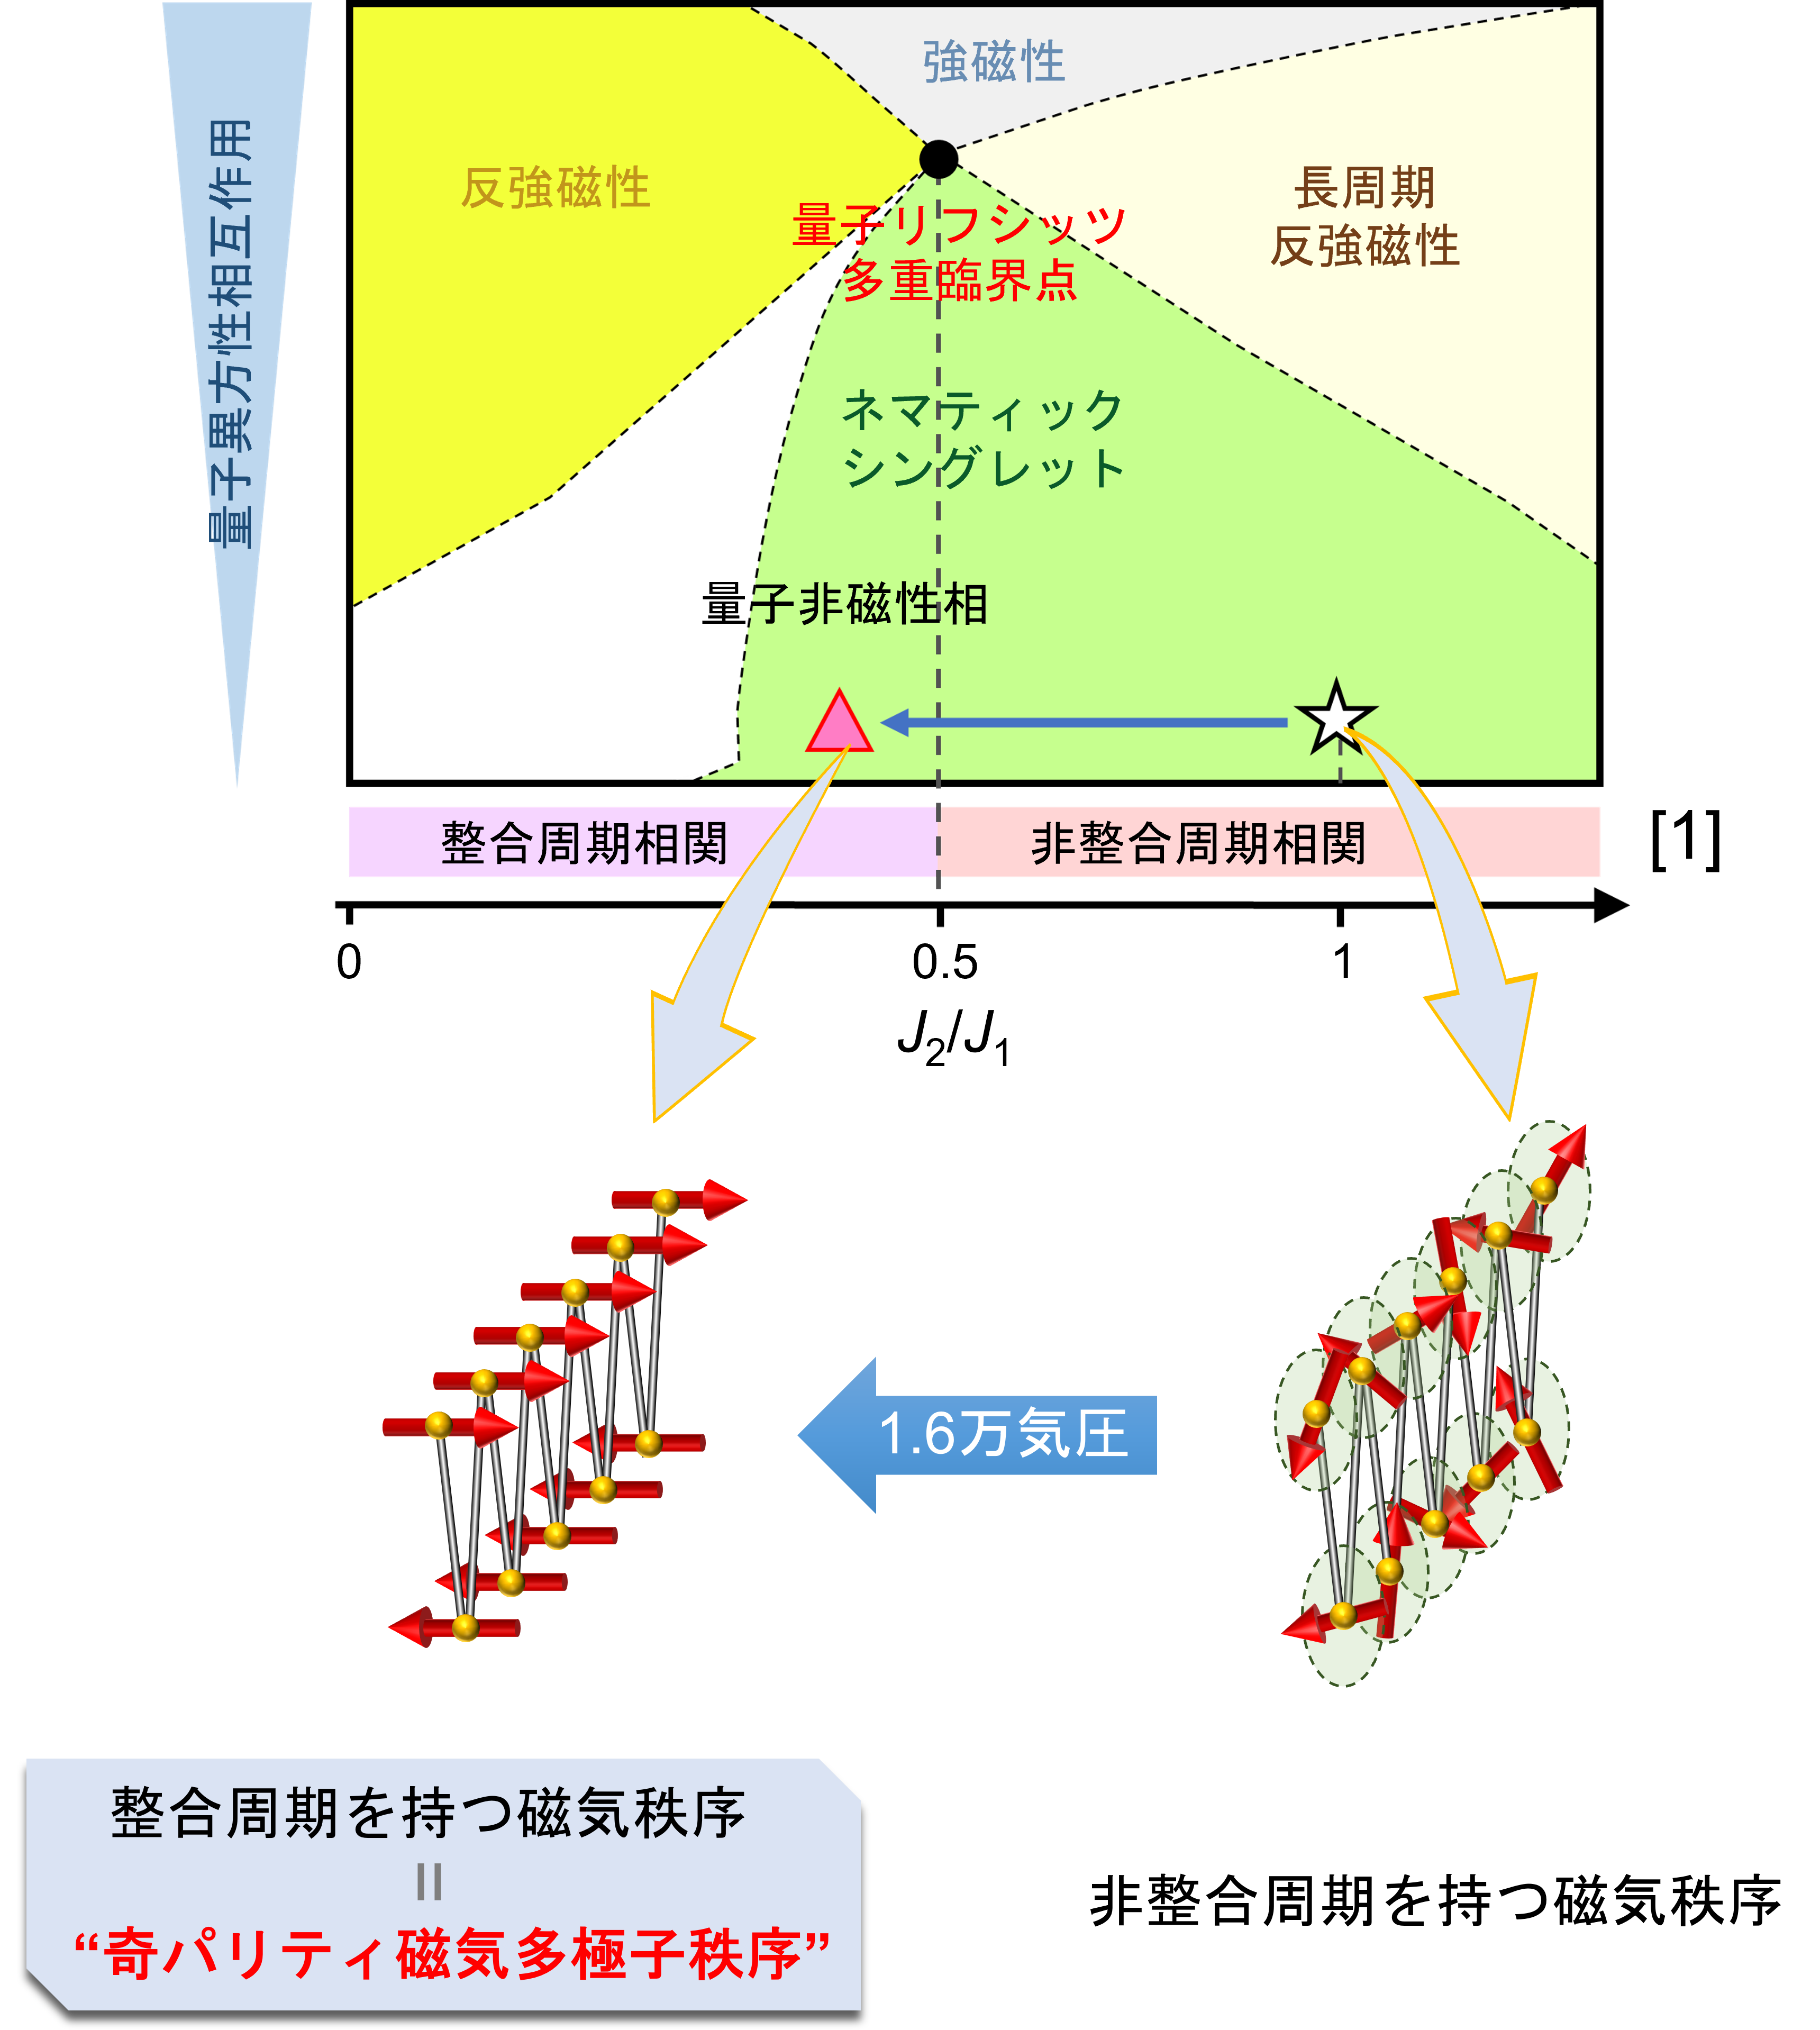 量子異方性相互作用
強磁性
反強磁性
長周期
反強磁性
量子リフシッツ
多重臨界点
ネマティック
シングレット
量子非磁性相
整合周期相関
非整合周期相関
[1]
0
0.5
1
J2/J1
1.6万気圧
整合周期を持つ磁気秩序
=
“奇パリティ磁気多極子秩序”
非整合周期を持つ磁気秩序